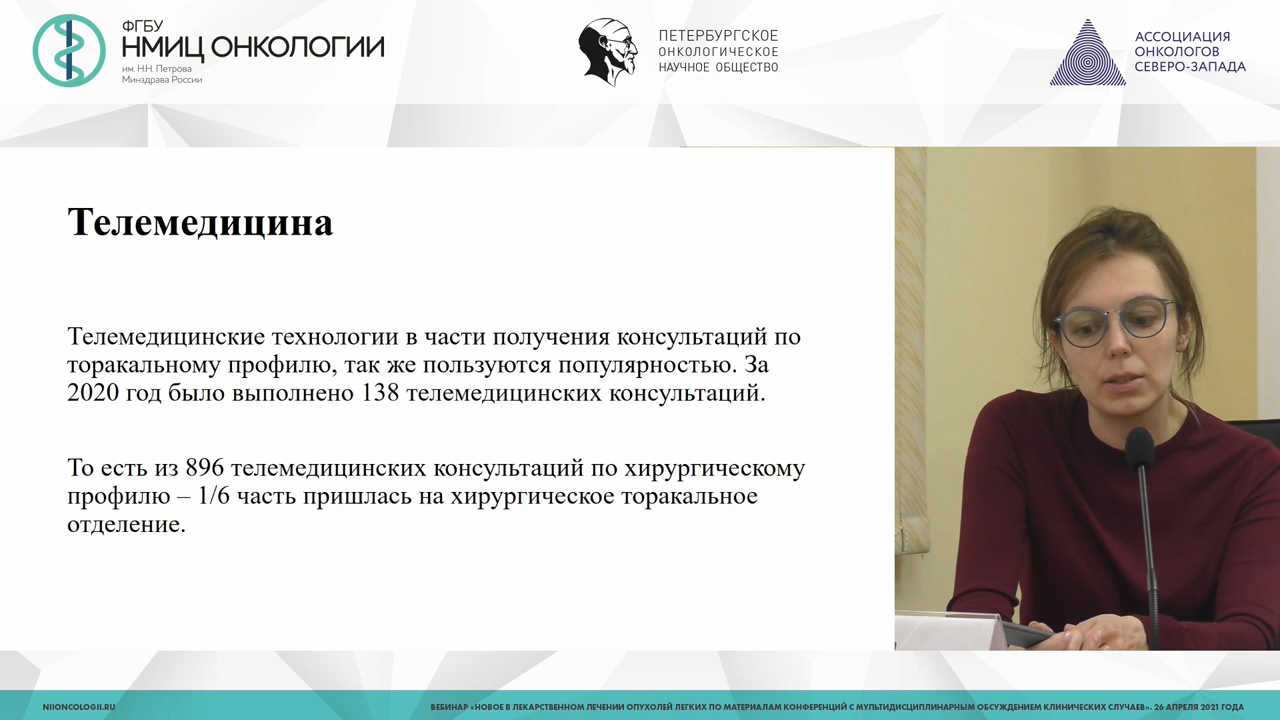 ФГБУ
НМИЦ ОНКОЛОГИИ
им. Н.Н. Петрова
Минздрава России
ПЕТЕРБУРГСКОЕ
ОНКОЛОГИЧЕСКОЕ
НАУЧНОЕ ОБЩЕСТВО
АССОЦИАЦИЯ
ОНКОЛОГОВ
СЕВЕРО-ЗАПАДА
Телемедицина
Телемедицинские технологии в части получения консультаций по
торакальному профилю, так же пользуются популярностью. За
2020 год было выполнено 138 телемедицинских консультаций.
То есть из 896 телемедицинских консультаций по хирургическому
профилю – 1/6 часть пришлась на хирургическое торакальное
отделение.
NIIONCOLOGII.RU
ВЕБИНАР «НОВОЕ В ЛЕКАРСТВЕННОМ ЛЕЧЕНИИ ОПУХОЛЕЙ ЛЕГКИХ ПО МАТЕРИАЛАМ КОНФЕРЕНЦИЙ С МУЛЬТИДИСЦИПЛИНАРНЫМ ОБСУЖДЕНИЕМ КЛИНИЧЕСКИХ СЛУЧАЕВ». 26 АПРЕЛЯ 2021 ГОДА